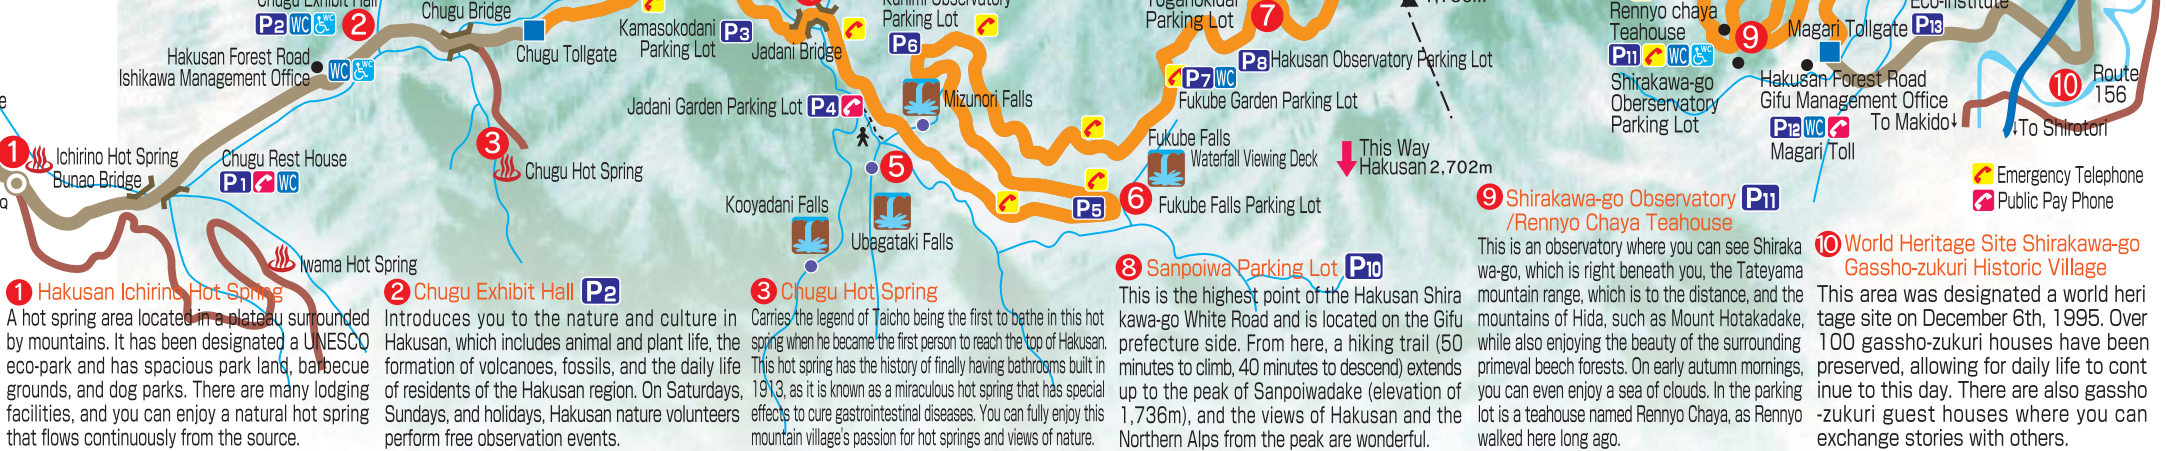 Chugu Exhibit Hall
P2 WC WC
2
Chugu Bridge
Hakusan Forest Road
Ishikawa Management Office
WC WC
Chugu Tollgate
Kamasokodani
Parking Lot
P3
Jadani Bridge
Parking Lot
P6
Parking Lot
7
1,736m
Rennyo chaya
Teahouse
P11 WC WC
9
Magari Tollgate
Eco-institute
P13
P8 Hakusan Observatory Parking Lot
P7 WC
Fukube Garden Parking Lot
Shirakawa-go
Oberservatory
Parking Lot
Hakusan Forest Road
Gifu Management Office
P12 WC
Magari Toll
To Makido↓
↓To Shirotori
10
Route
156
Jadani Garden Parking Lot P4
Mizunori Falls
3
Chugu Hot Spring
1
Ichirino Hot Spring
Bunao Bridge
Chugu Rest House
P1 WC
5
Kooyadani Falls
Ubagataki Falls
Fukube Falls
Waterfall Viewing Deck
P5
6
Fukube Falls Parking Lot
This Way
Hakusan 2,702m
Emergency Telephone
Public Pay Phone
Iwama Hot Spring
1 Hakusan Ichirino Hot Spring
A hot spring area located in a plateau surrounded
by mountains. It has been designated a UNESCO
eco-park and has spacious park land, barbecue
grounds, and dog parks. There are many lodging
facilities, and you can enjoy a natural hot spring
that flows continuously from the source.
2 Chugu Exhibit Hall P2
Introduces you to the nature and culture in
Hakusan, which includes animal and plant life, the
formation of volcanoes, fossils, and the daily life
of residents of the Hakusan region. On Saturdays,
Sundays, and holidays, Hakusan nature volunteers
perform free observation events.
3 Chugu Hot Spring
Carries the legend of Taicho being the first to bathe in this hot
spring when he became the first person to reach the top of Hakusan.
This hot spring has the history of finally having bathrooms built in
1913, as it is known as a miraculous hot spring that has special
effects to cure gastrointestinal diseases. You can fully enjoy this
mountain village's passion for hot springs and views of nature.
8 Sanpoiwa Parking Lot P10
This is the highest point of the Hakusan Shira
kawa-go White Road and is located on the Gifu
prefecture side. From here, a hiking trail (50
minutes to climb, 40 minutes to descend) extends
up to the peak of Sanpoiwadake (elevation of
1,736m), and the views of Hakusan and the
Northern Alps from the peak are wonderful.
9 Shirakawa-go Observatory P11
/Rennyo Chaya Teahouse
This is an observatory where you can see Shiraka
wa-go, which is right beneath you, the Tateyama
mountain range, which is to the distance, and the
mountains of Hida, such as Mount Hotakadake,
while also enjoying the beauty of the surrounding
primeval beech forests. On early autumn mornings,
you can even enjoy a sea of clouds. In the parking
lot is a teahouse named Rennyo Chaya, as Rennyo
walked here long ago.
10 World Heritage Site Shirakawa-go
Gassho-zukuri Historic Village
This area was designated a world heri
tage site on December 6th, 1995. Over
100 gassho-zukuri houses have been
preserved, allowing for daily life to cont
inue to this day. There are also gassho
-zukuri guest houses where you can
exchange stories with others.